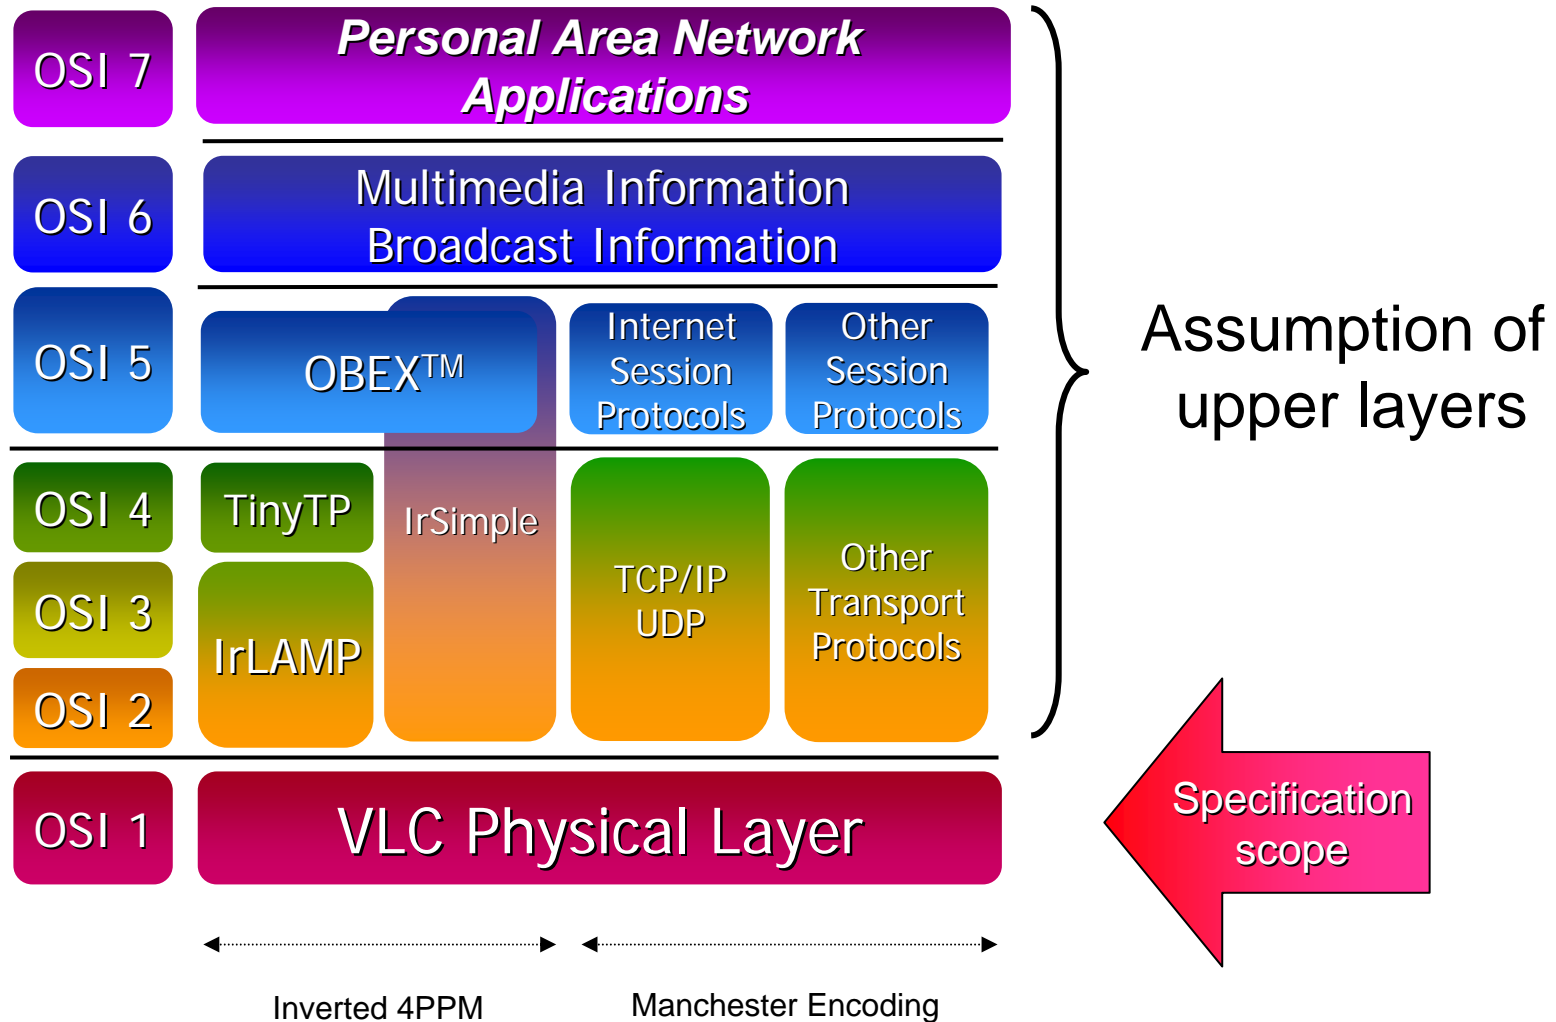 OSI 7
Personal Area Network
Applications
OSI 6
Multimedia Information
Broadcast Information
OSI 5
OBEX™
Internet
Session
Protocols
Other
Session
Protocols
Assumption of
upper layers
OSI 4
TinyTP
IrSimple
OSI 3
IrLAMP
TCP/IP
UDP
Other
Transport
Protocols
OSI 2
OSI 1
VLC Physical Layer
Specification
scope
Inverted 4PPM
Manchester Encoding